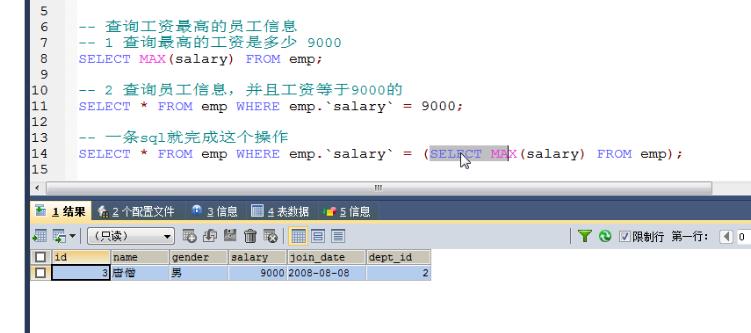 5
6 -- 查询工资最高的员工信息
7 -- 1 查询最高的工资是多少 9000
8 SELECT MAX(salary) FROM emp;
9
10 -- 2 查询员工信息，并且工资等于9000的
11 SELECT * FROM emp WHERE emp.`salary` = 9000;
12
13 -- 一条sql就完成这个操作
14 SELECT * FROM emp WHERE emp.`salary` = (SELECT MAX(salary) FROM emp);
15
1 结果 2 个配置文件 3 信息 4 表数据 5 信息
(只读) 限制行 第一行: 0
id name gender salary join_date dept_id
3 唐僧 男 9000 2008-08-08 2